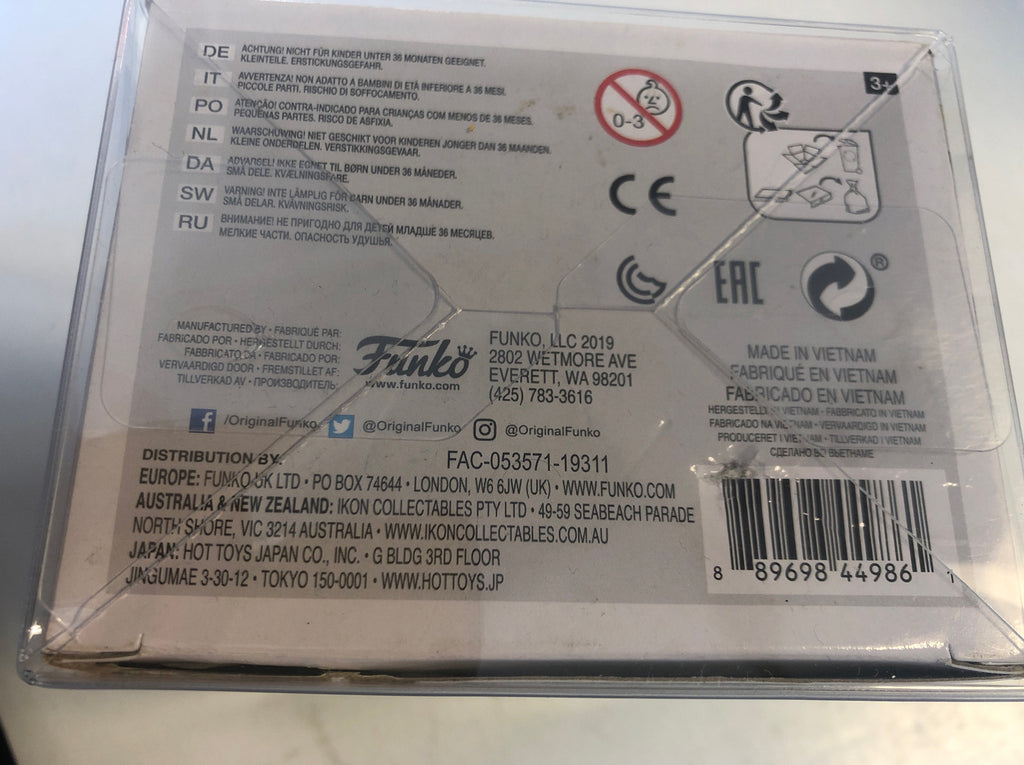 DE ACHTUNG! NICHT FÜR KINDER UNTER 36 MONATEN GEEIGNET.
KLEINTEILE. ERSTICKUNGSGEFAHR.
IT AVVERTENZA! NON ADATTO A BAMBINI DI ETÀ INFERIORE A 36 MESI.
PICCOLE PARTI. RISCHIO DI SOFFOCAMENTO.
PO ATENCÃO! CONTRA-INDICADO PARA CRIANÇAS COM MENOS DE 36 MESES.
PEQUENAS PARTES. RISCO DE ASFIXIA.
NL WAARSCHUWING! NIET GESCHIKT VOOR KINDEREN JONGER DAN 36 MAANDEN.
KLEINE ONDERDELEN. VERSTIKKINGSGEVAAR.
DA ADVARSEL! IKKE EGNET TIL BØRN UNDER 36 MÅNEDER.
SMÅ DELE. KVÆLNINGSFARE.
SW VARNING! INTE LÄMPLIG FÖR BARN UNDER 36 MÅNADER.
SMÅ DELAR. KVÄVNINGSRISK.
RU ВНИМАНИЕ! НЕ ПРИГОДНО ДЛЯ ДЕТЕЙ МЛАДШЕ 36 МЕСЯЦЕВ.
МЕЛКИЕ ЧАСТИ. ОПАСНОСТЬ УДУШЬЯ.
0-3
3+
CE
EAC
®
MANUFACTURED BY • FABRIQUÉ PAR:
FABRICADO POR • HERGESTELLT DURCH:
FABBRICATO DA • FABRICADO POR:
VERVAARDIGD DOOR • FREMSTILLET AF:
TILLVERKAD AV • ПРОИЗВОДИТЕЛЬ:
Funko
www.funko.com
FUNKO, LLC 2019
2802 WETMORE AVE
EVERETT, WA 98201
(425) 783-3616
MADE IN VIETNAM
FABRIQUÉ EN VIETNAM
FABRICADO EN VIETNAM
HERGESTELLT IN VIETNAM • FABBRICATO IN VIETNAM
FABRICADO NA VIETNAM • VERVAARDIGD IN VIETNAM
PRODUCERET I VIETNAM • TILLVERKAD I VIETNAM
СДЕЛАНО ВО ВЬЕТНАМЕ
/OriginalFunko @OriginalFunko @OriginalFunko
FAC-053571-19311
DISTRIBUTION BY:
EUROPE: FUNKO UK LTD • PO BOX 74644 • LONDON, W6 6JW (UK) • WWW.FUNKO.COM
AUSTRALIA & NEW ZEALAND: IKON COLLECTABLES PTY LTD • 49-59 SEABEACH PARADE
NORTH SHORE, VIC 3214 AUSTRALIA • WWW.IKONCOLLECTABLES.COM.AU
JAPAN: HOT TOYS JAPAN CO., INC. • G BLDG 3RD FLOOR
JINGUMAE 3-30-12 • TOKYO 150-0001 • WWW.HOTTOYS.JP
8 89698 44986 1